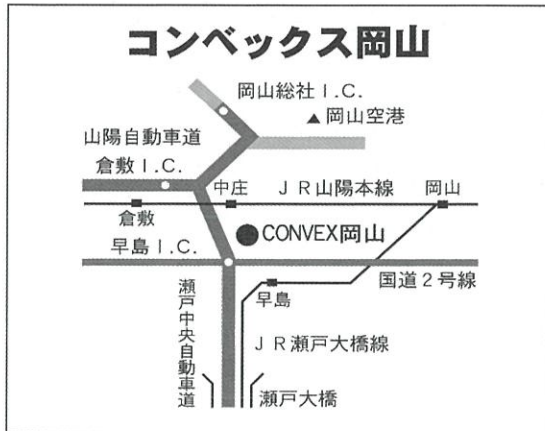 コンベックス岡山
岡山総社I.C.
▲岡山空港
山陽自動車道
倉敷I.C.
中庄
JR山陽本線
岡山
倉敷
CONVEX岡山
早島I.C.
国道2号線
早島
瀬戸中央自動車道
JR瀬戸大橋線
瀬戸大橋